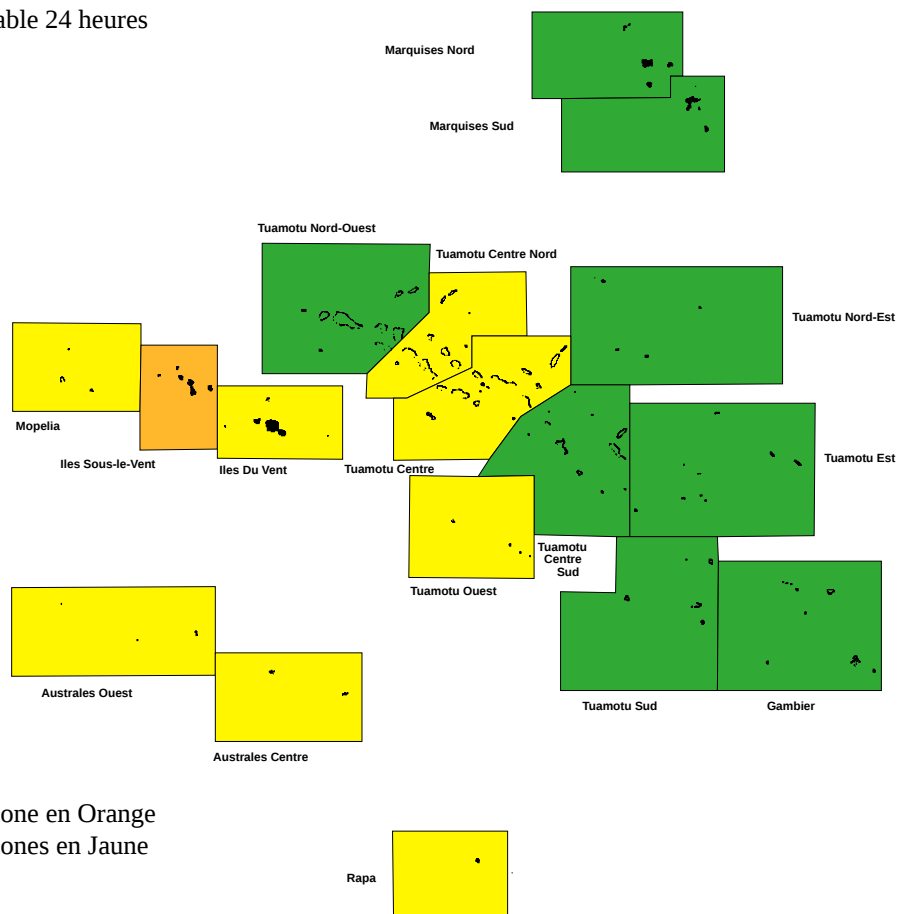 able 24 heures
Marquises Nord
Marquises Sud
Tuamotu Nord-Ouest
Tuamotu Centre Nord
Tuamotu Nord-Est
Mopelia
Iles Sous-le-Vent
Iles Du Vent
Tuamotu Centre
Tuamotu Est
Tuamotu
Centre
Sud
Tuamotu Ouest
Australes Ouest
Tuamotu Sud
Gambier
Australes Centre
one en Orange
ones en Jaune
Rapa